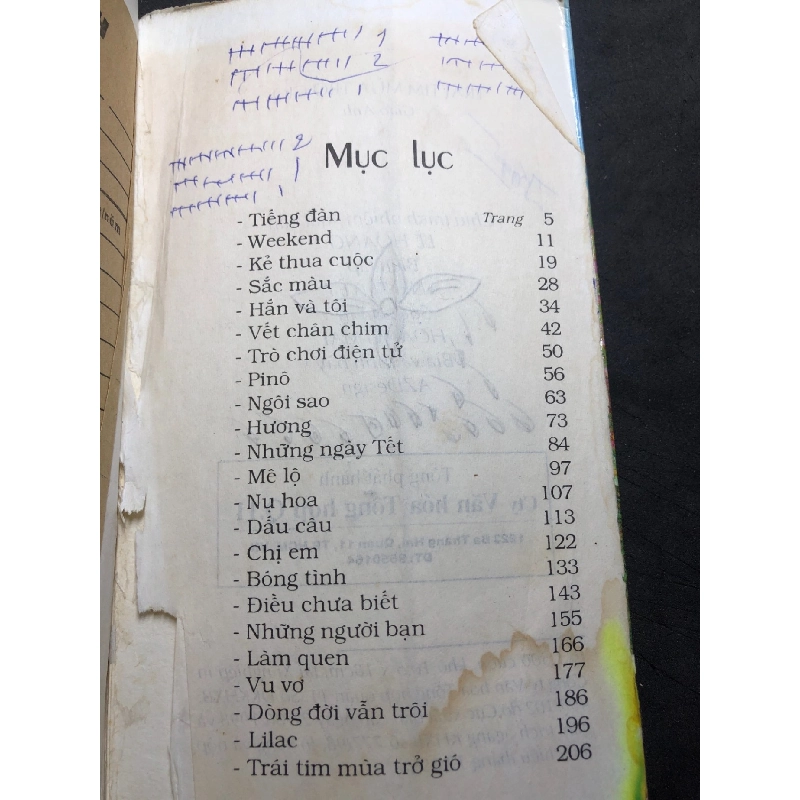 Mục lục
- Tiếng đàn Trang 5
- Weekend 11
- Kẻ thua cuộc 19
- Sắc màu 28
- Hắn và tôi 34
- Vết chân chim 42
- Trò chơi điện tử 50
- Pinô 56
- Ngôi sao 63
- Hương 73
- Những ngày Tết 84
- Mê lộ 97
- Nụ hoa 107
- Dấu câu 113
- Chị em 122
- Bóng tình 133
- Điều chưa biết 143
- Những người bạn 155
- Làm quen 166
- Vu vơ 177
- Dòng đời vẫn trôi 186
- Lilac 196
- Trái tim mùa trở gió 206